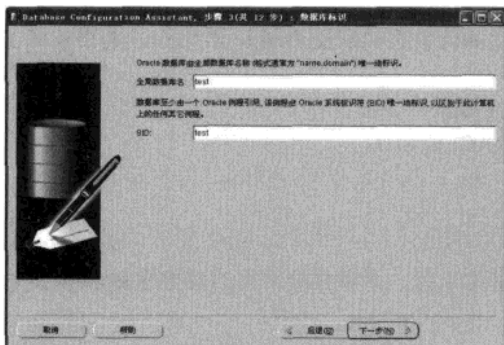 Database Configuration Assistant, 步骤 3(共 12 步) : 数据库标识
Oracle 数据库由全局数据库名称 (格式通常为 "name.domain") 唯一地标识。
全局数据库名: test
数据库至少由一个 Oracle 例程引用, 该例程由 Oracle 系统标识符 (SID) 唯一地标识, 以区别于此计算机
上的任何其它例程。
SID: test
取消
帮助
后退(B)
下一步(N)